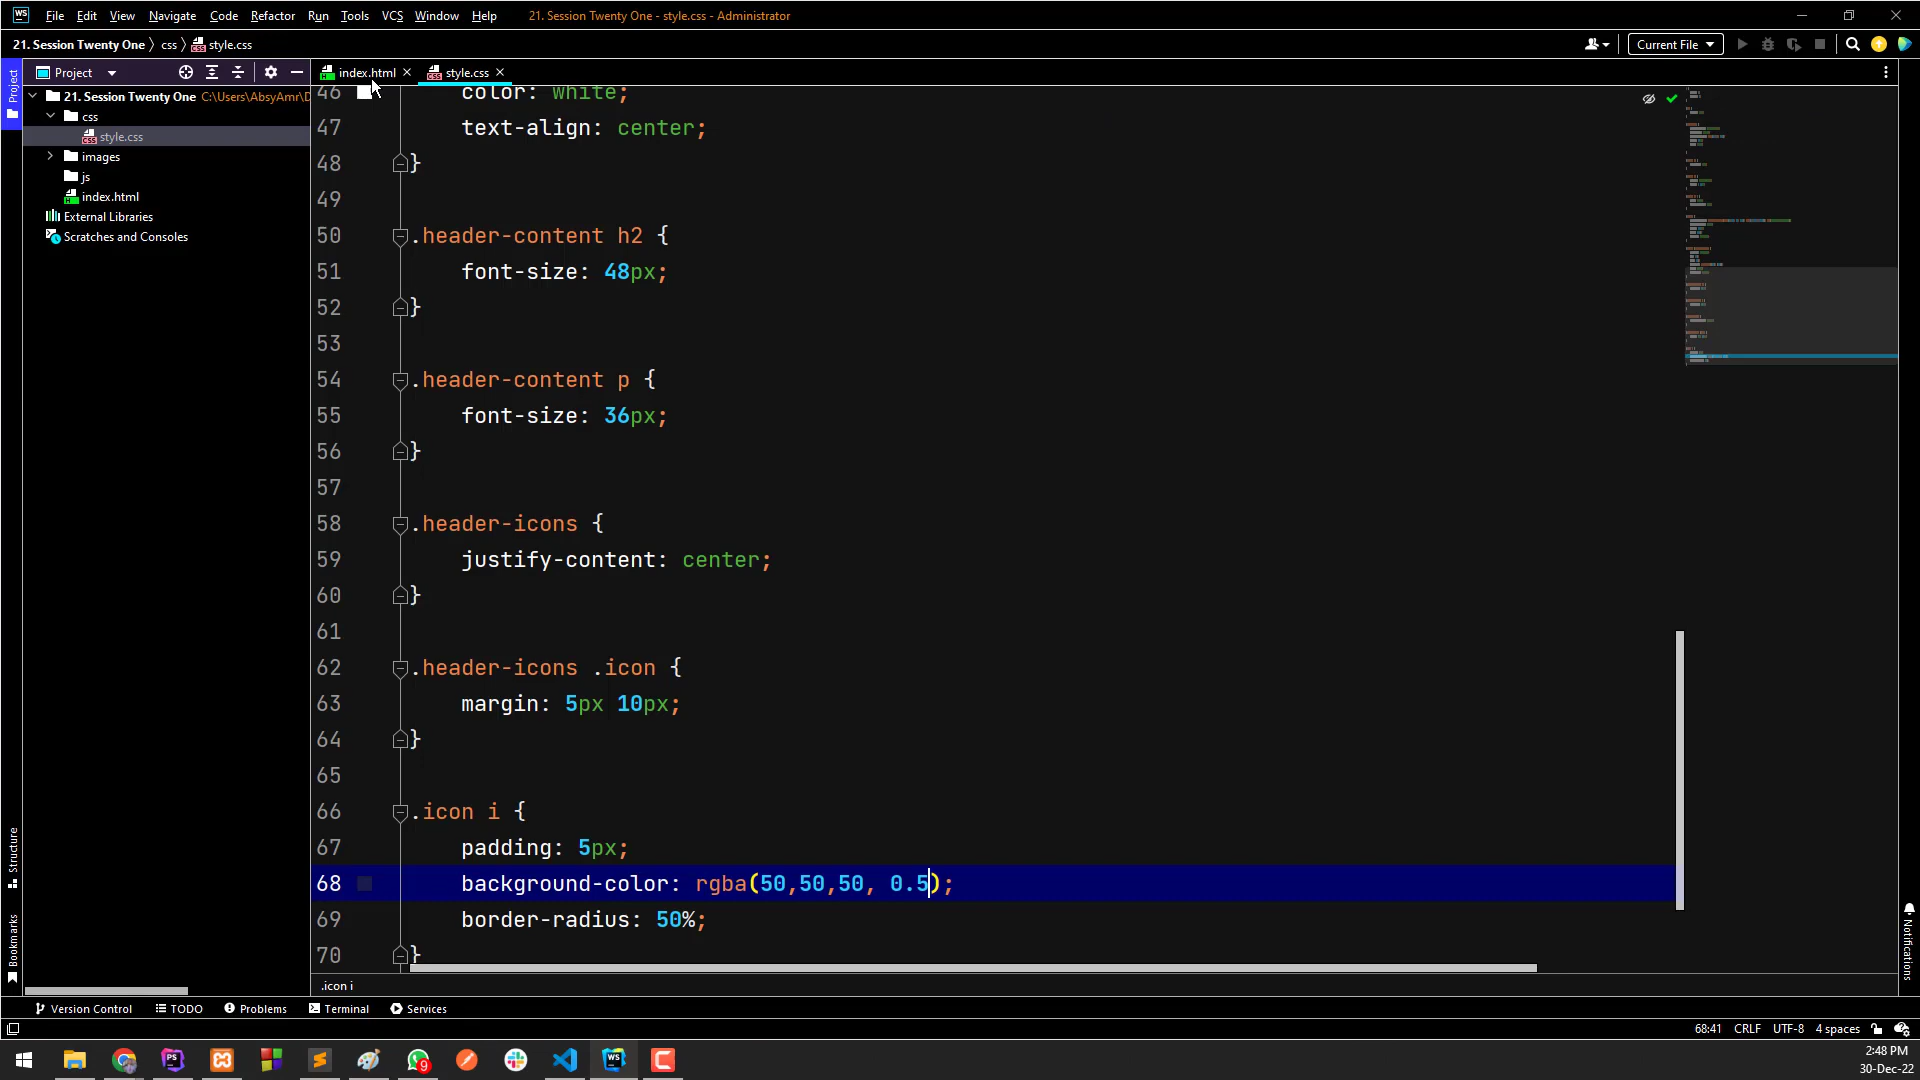 WS File Edit View Navigate Code Refactor Run Tools VCS Window Help 21. Session Twenty One - style.css - Administrator
21. Session Twenty One css style.css Current File
Project index.html style.css
Project
21. Session Twenty One C:\Users\AbsyAmr\D
css
style.css
images
js
index.html
External Libraries
Scratches and Consoles
46 color: white;
47 text-align: center;
48 }
49
50 .header-content h2 {
51 font-size: 48px;
52 }
53
54 .header-content p {
55 font-size: 36px;
56 }
57
58 .header-icons {
59 justify-content: center;
60 }
61
62 .header-icons .icon {
63 margin: 5px 10px;
64 }
65
66 .icon i {
67 padding: 5px;
68 background-color: rgba(50,50,50, 0.5);
69 border-radius: 50%;
70 }
.icon i
Structure
Bookmarks
Notifications
Version Control TODO Problems Terminal Services
68:41 CRLF UTF-8 4 spaces
PS 9 WS C
2:48 PM
30-Dec-22